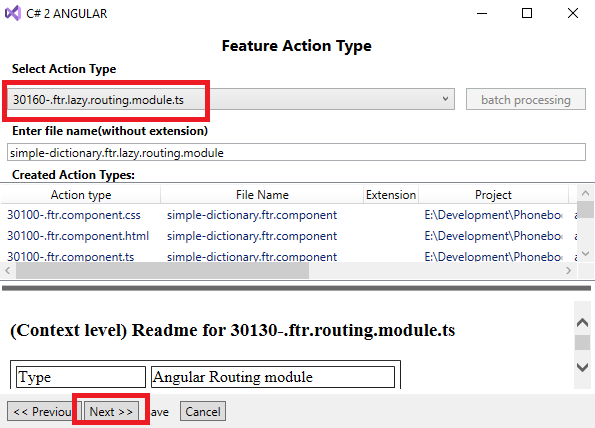 C# 2 ANGULAR
Feature Action Type
Select Action Type
30160-.ftr.lazy.routing.module.ts
batch processing
Enter file name(without extension)
simple-dictionary.ftr.lazy.routing.module
Created Action Types:
Action type File Name Extension Project
30100-.ftr.component.css simple-dictionary.ftr.component E:\Development\Phoneboo
30100-.ftr.component.html simple-dictionary.ftr.component E:\Development\Phoneboo
30100-.ftr.component.ts simple-dictionary.ftr.component E:\Development\Phoneboo
(Context level) Readme for 30130-.ftr.routing.module.ts
Type Angular Routing module
<< Previou Next >> ave Cancel